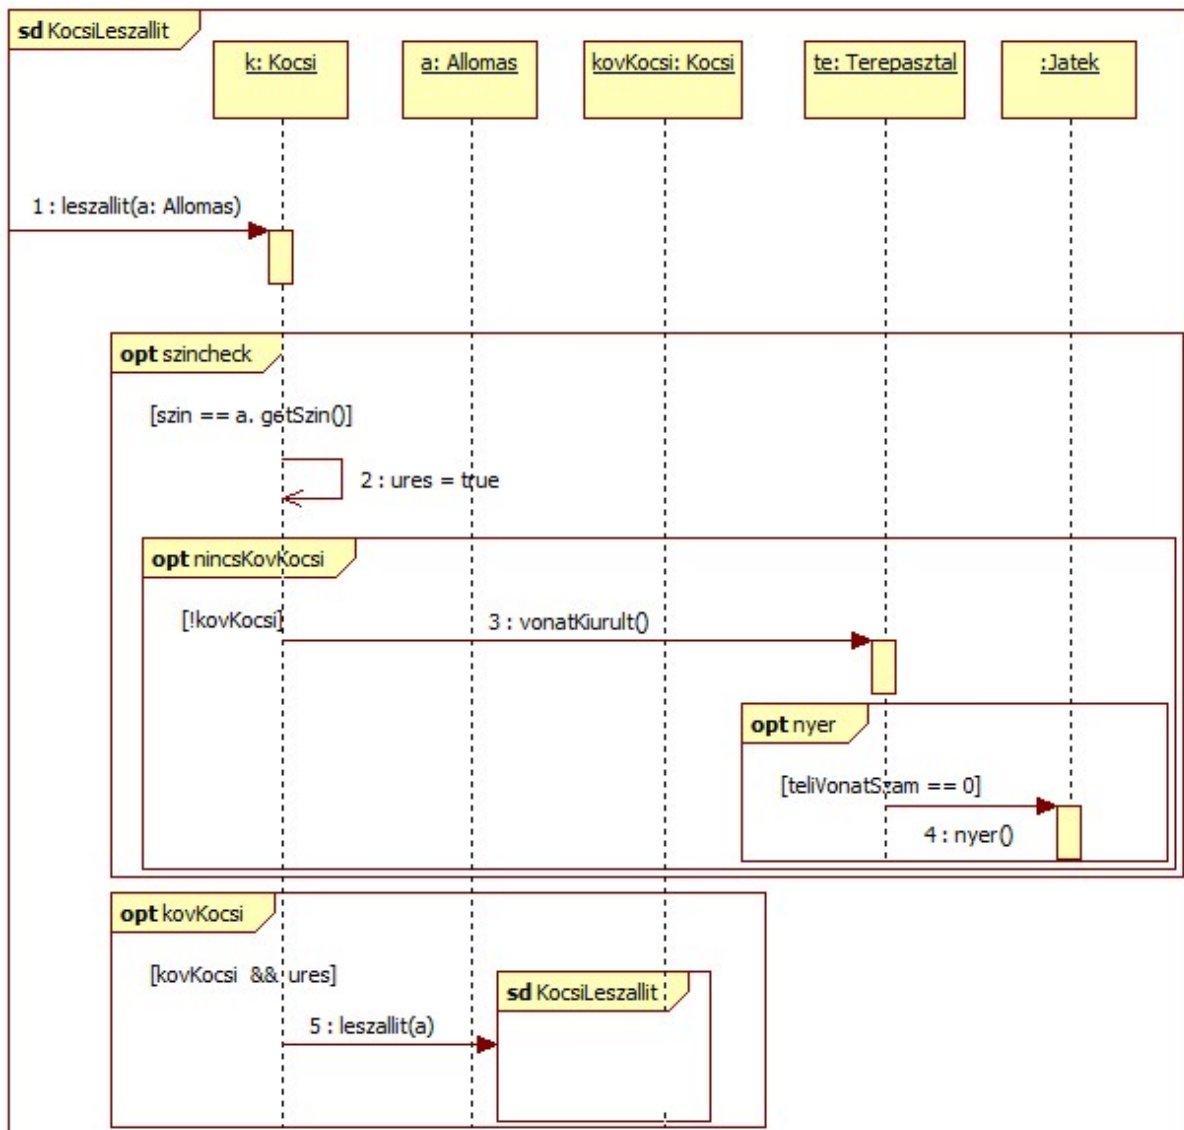 sd KocsiLeszallit
k: Kocsi
a: Allomas
kovKocsi: Kocsi
te: Terepasztal
:Jatek
1 : leszallit(a: Allomas)
opt szincheck
[szin == a. getSzin()]
2 : ures = true
opt nincsKovKocsi
[!kovKocsi]
3 : vonatKiurult()
opt nyer
[teliVonatSzam == 0]
4 : nyer()
opt kovKocsi
[kovKocsi && ures]
sd KocsiLeszallit
5 : leszallit(a)